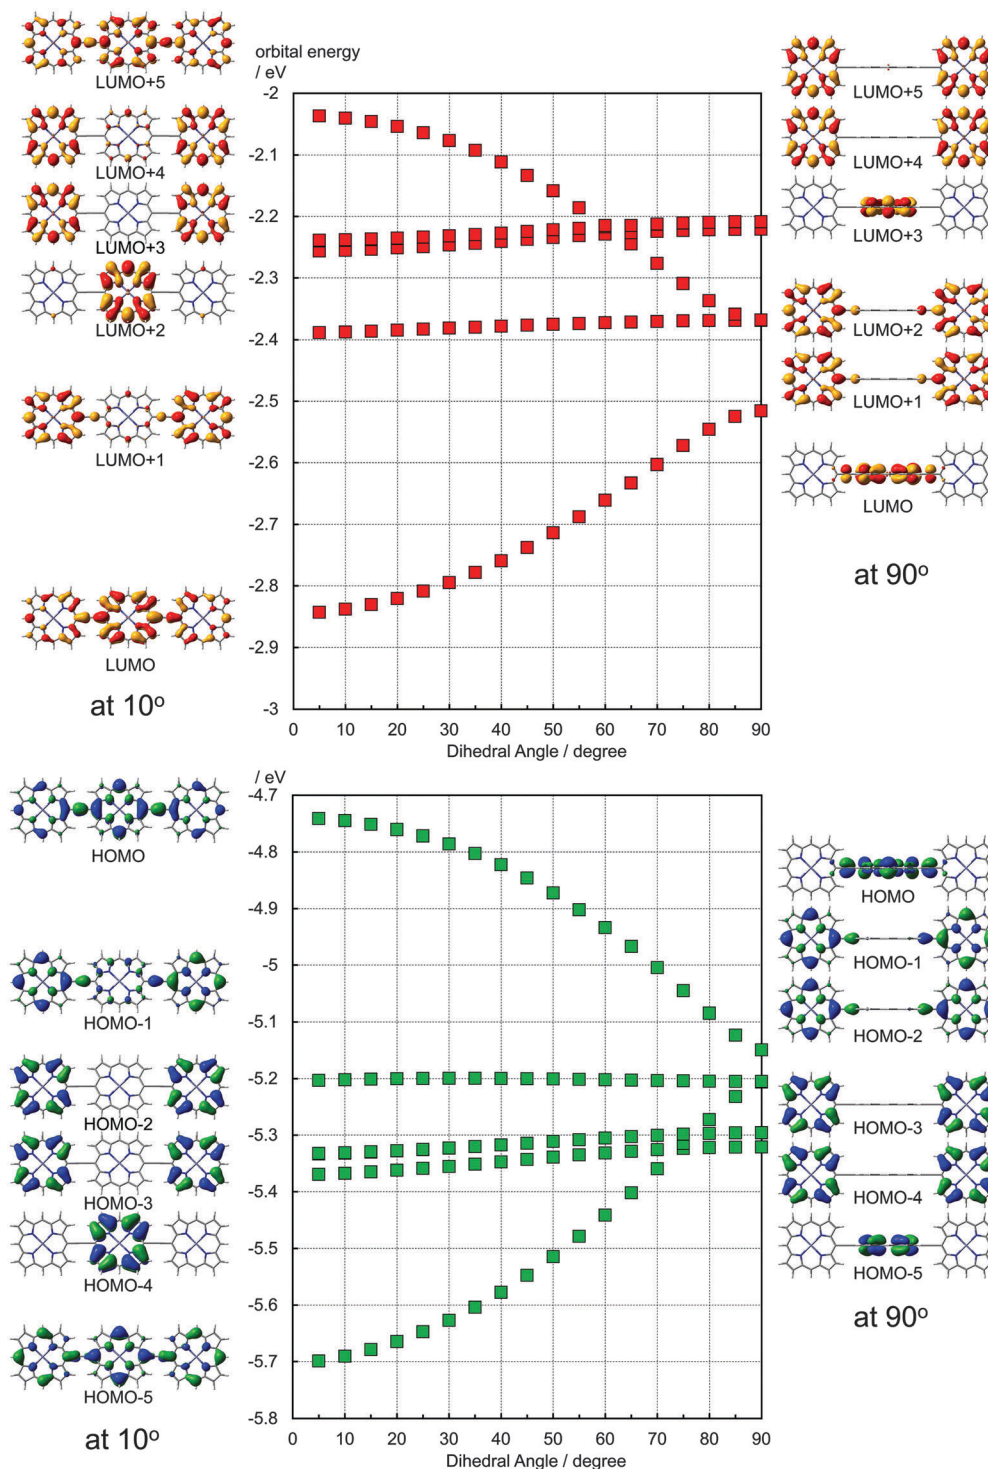 LUMO+5
LUMO+4
LUMO+3
LUMO+2
LUMO+1
LUMO
at 10°
orbital energy
/ eV
-2
-2.1
-2.2
-2.3
-2.4
-2.5
-2.6
-2.7
-2.8
-2.9
-3
0 10 20 30 40 50 60 70 80 90
Dihedral Angle / degree
LUMO+5
LUMO+4
LUMO+3
LUMO+2
LUMO+1
LUMO
at 90°
HOMO
HOMO-1
HOMO-2
HOMO-3
HOMO-4
HOMO-5
at 10°
/ eV
-4.7
-4.8
-4.9
-5
-5.1
-5.2
-5.3
-5.4
-5.5
-5.6
-5.7
-5.8
0 10 20 30 40 50 60 70 80 90
Dihedral Angle / degree
HOMO
HOMO-1
HOMO-2
HOMO-3
HOMO-4
HOMO-5
at 90°